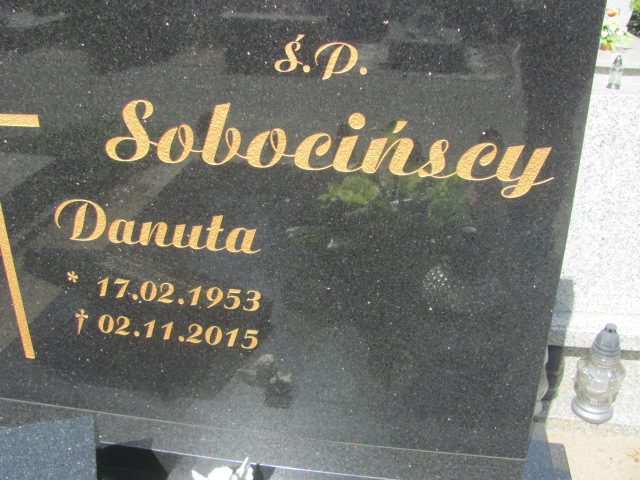 ś.p.
Sobocińscy
Danuta
* 17.02.1953
† 02.11.2015